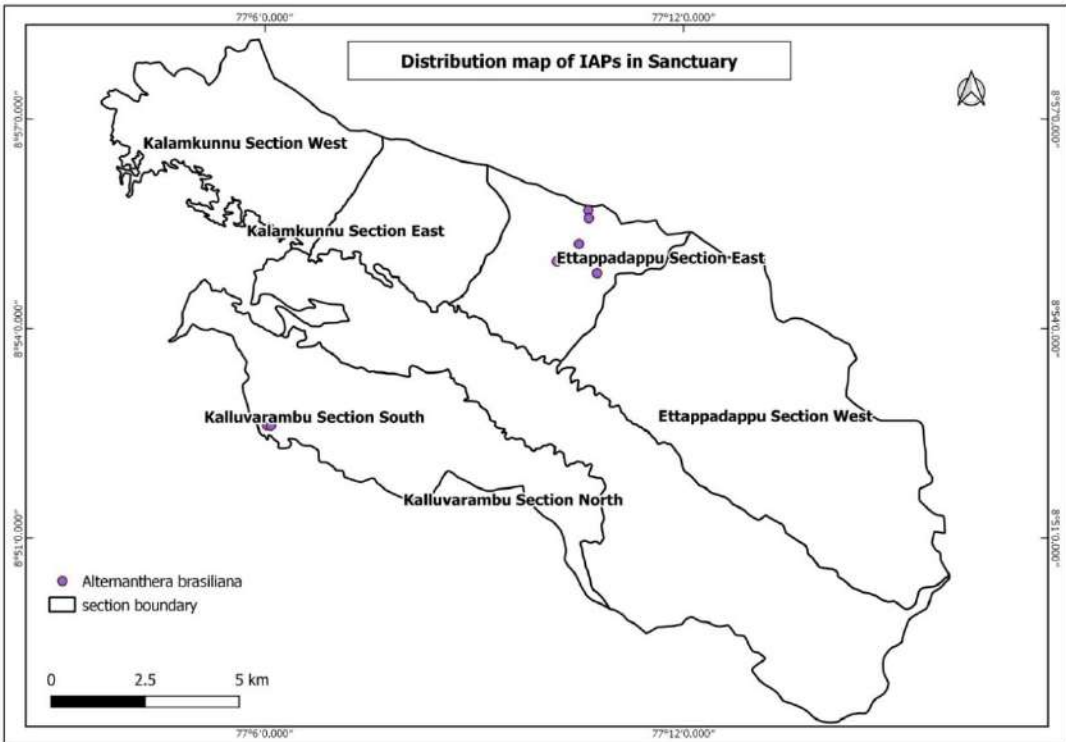 77°6'0.000"
77°12'0.000"
Distribution map of IAPs in Sanctuary
8°57'0.000"
8°57'0.000"
Kalamkunnu Section West
Kalamkunnu Section East
Ettappadappu Section East
8°54'0.000"
8°54'0.000"
Kalluvarambu Section South
Ettappadappu Section West
Kalluvarambu Section North
8°51'0.000"
8°51'0.000"
Alternanthera brasiliana
section boundary
0 2.5 5 km
77°6'0.000"
77°12'0.000"